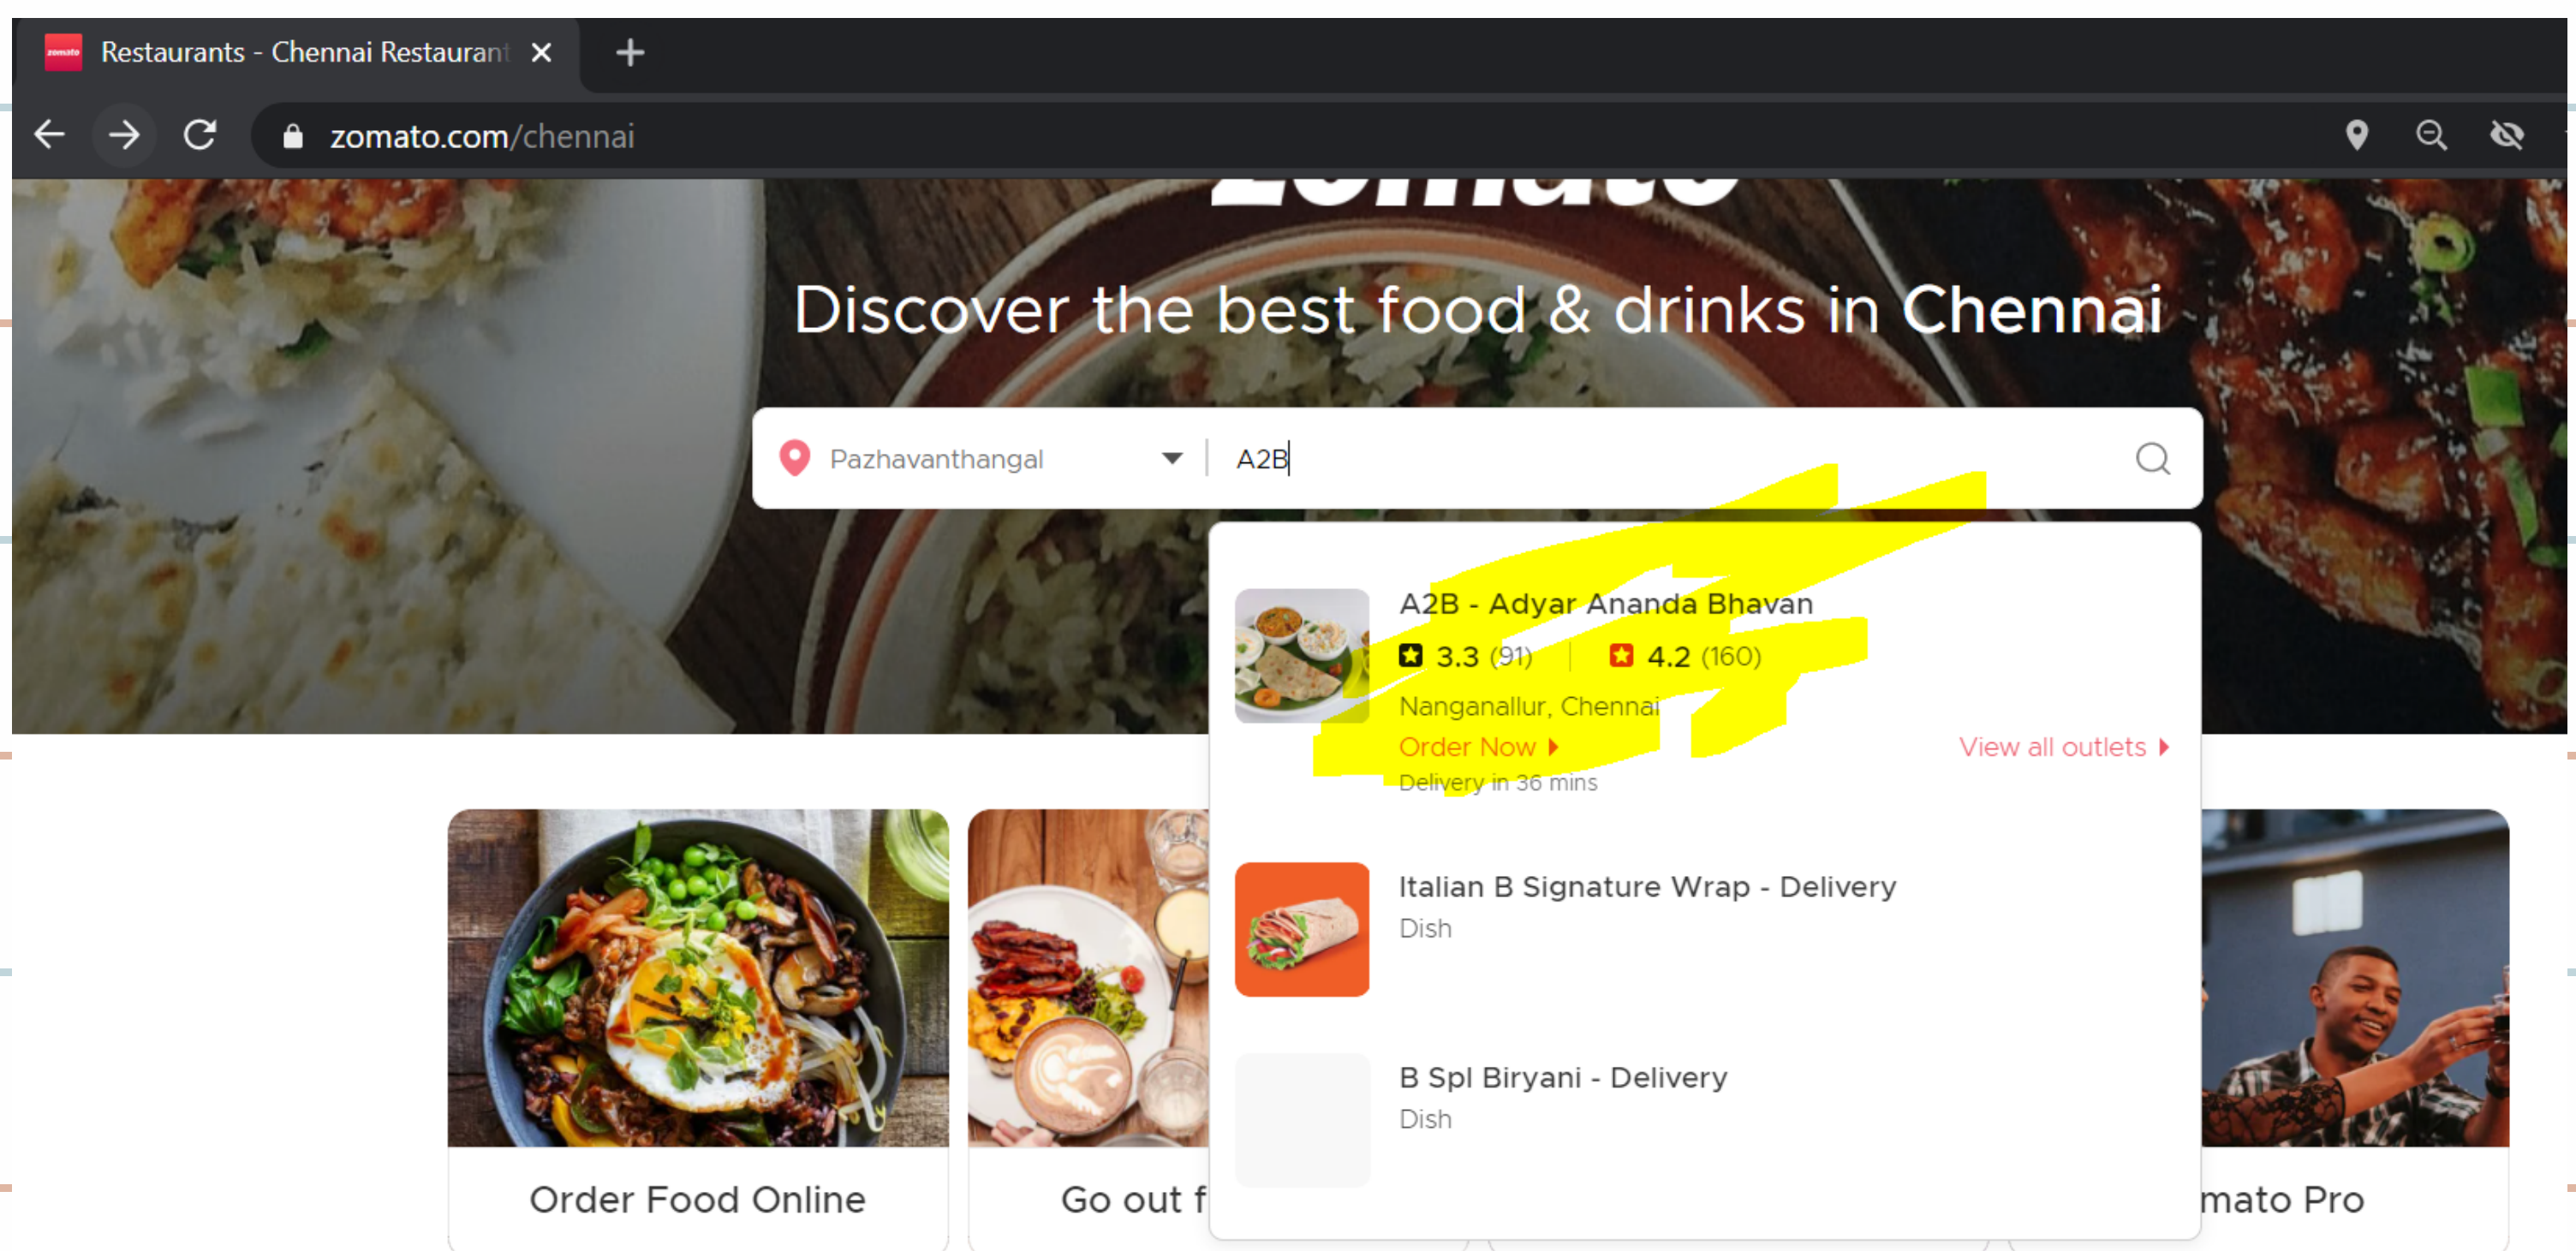 zomato
Restaurants - Chennai Restaurant
zomato.com/chennai
zomato
Discover the best food & drinks in Chennai
Pazhavanthangal
A2B
A2B - Adyar Ananda Bhavan
3.3 (91) 4.2 (160)
Nanganallur, Chennai
Order Now View all outlets
Delivery in 36 mins
Italian B Signature Wrap - Delivery
Dish
B Spl Biryani - Delivery
Dish
Order Food Online
Go out f
mato Pro